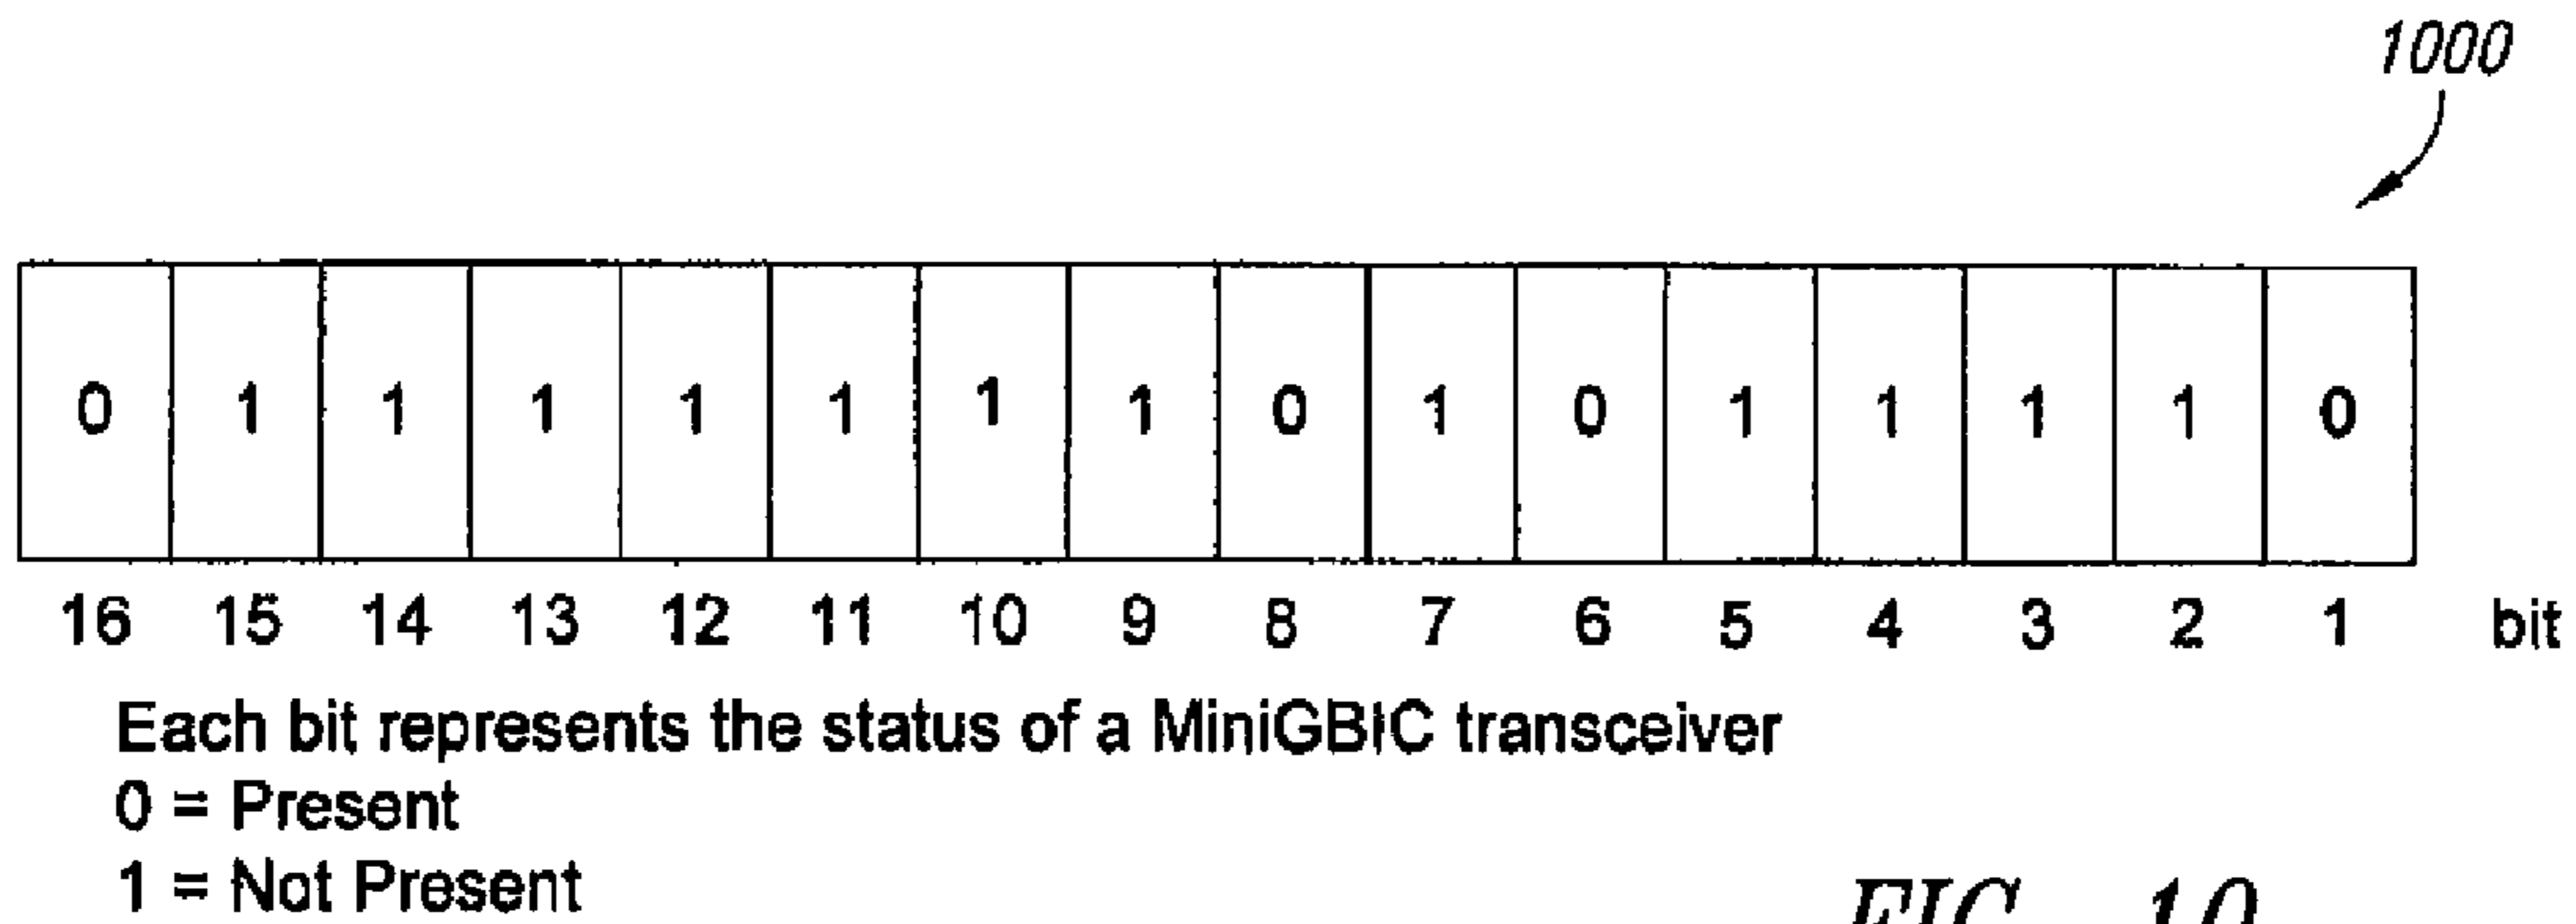 1000
0 1 1 1 1 1 1 1 0 1 0 1 1 1 1 0
16 15 14 13 12 11 10 9 8 7 6 5 4 3 2 1 bit
Each bit represents the status of a MiniGBIC transceiver
0 = Present
1 = Not Present
FIG. 10